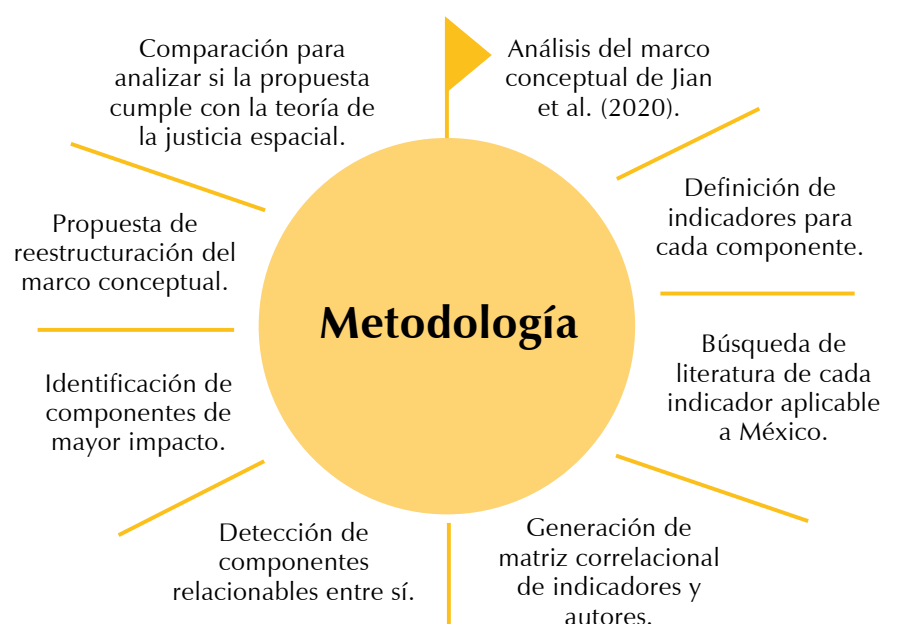 Análisis del marco
conceptual de Jian
et al. (2020).
Definición de
indicadores para
cada componente.
Búsqueda de
literatura de cada
indicador aplicable
a México.
Generación de
matriz correlacional
de indicadores y
autores.
Detección de
componentes
relacionables entre sí.
Identificación de
componentes de
mayor impacto.
Propuesta de
reestructuración del
marco conceptual.
Comparación para
analizar si la propuesta
cumple con la teoría de
la justicia espacial.
Metodología